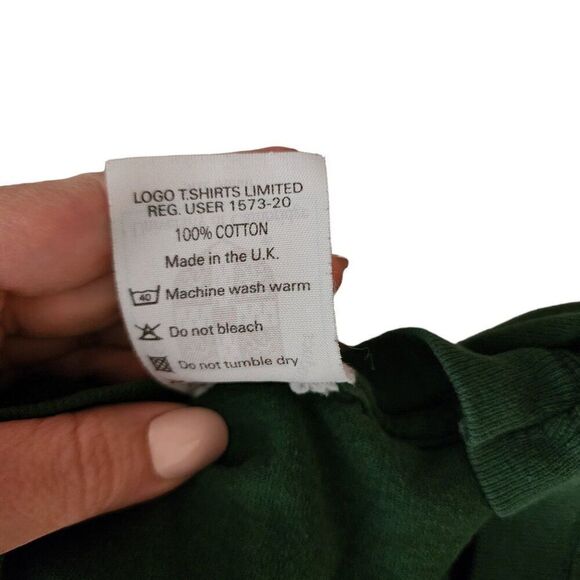 LOGO T.SHIRTS LIMITED
REG. USER 1573-20
100% COTTON
Made in the U.K.
40 Machine wash warm
Do not bleach
Do not tumble dry